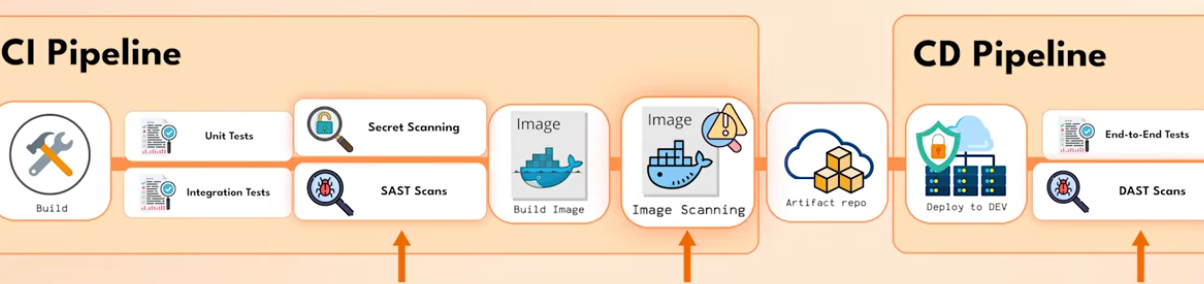 CI Pipeline
Build
Unit Tests
Integration Tests
Secret Scanning
SAST Scans
Image
Build Image
Image
Image Scanning
Artifact repo
CD Pipeline
Deploy to DEV
End-to-End Tests
DAST Scans